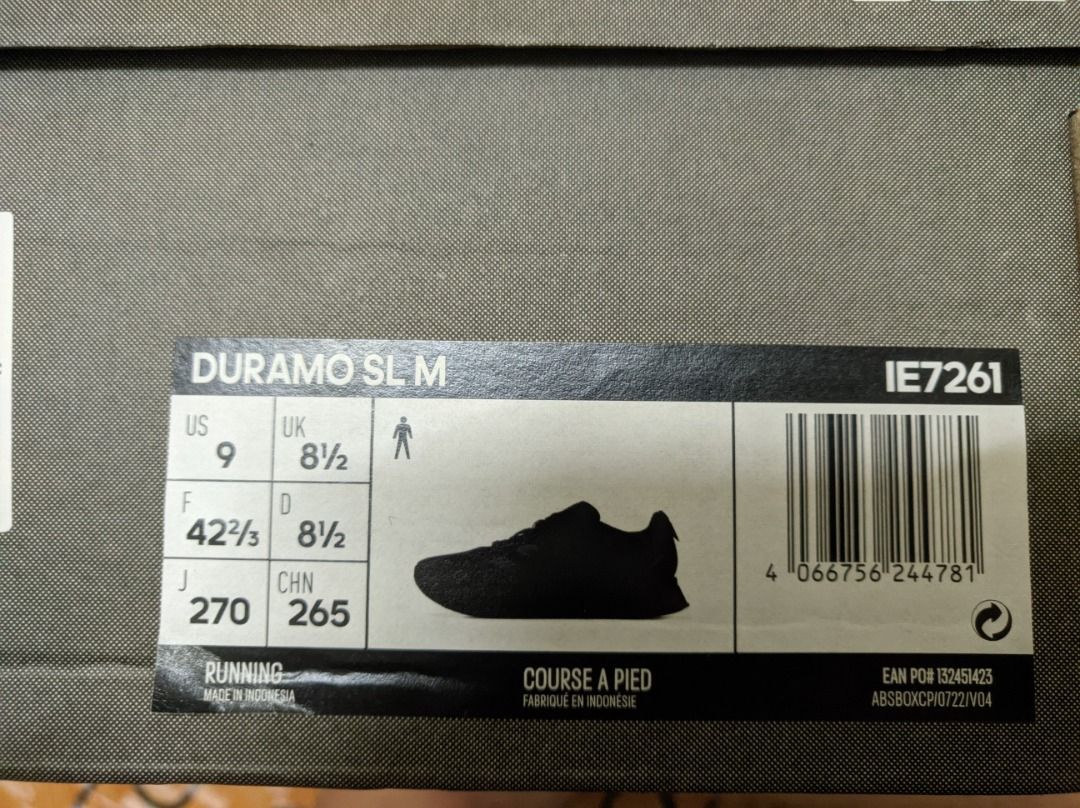 DURAMO SL M
IE7261
US 9
UK 8½
F 42⅔
D 8½
J 270
CHN 265
4 066756 244781
RUNNING
MADE IN INDONESIA
COURSE A PIED
FABRIQUÉ EN INDONÉSIE
EAN PO# 132451423
ABSBOXCP/0722/V04